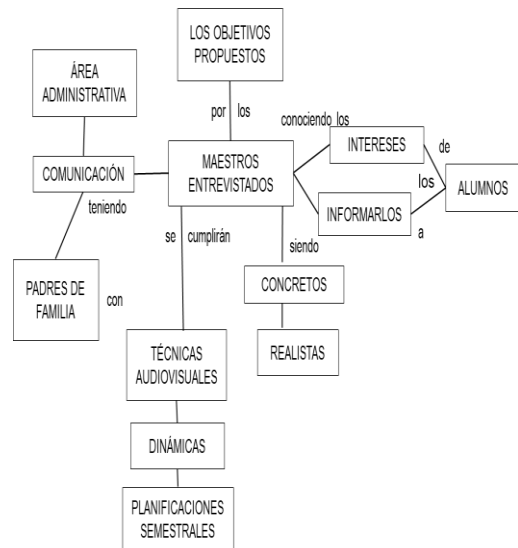 LOS OBJETIVOS
PROPUESTOS
ÁREA
ADMINISTRATIVA
por los
conociendo los
INTERESES
de
COMUNICACIÓN
MAESTROS
ENTREVISTADOS
los
ALUMNOS
teniendo
INFORMARLOS
a
se cumplirán
siendo
PADRES DE
FAMILIA
con
CONCRETOS
TÉCNICAS
AUDIOVISUALES
REALISTAS
DINÁMICAS
PLANIFICACIONES
SEMESTRALES